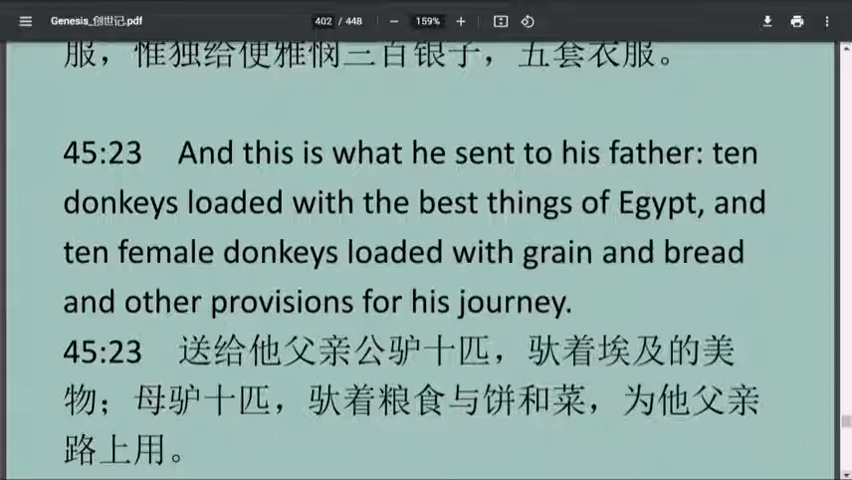 Genesis_创世记.pdf
402 / 448
159%
服，惟独给便雅悯三百银子，五套衣服。
45:23 And this is what he sent to his father: ten
donkeys loaded with the best things of Egypt, and
ten female donkeys loaded with grain and bread
and other provisions for his journey.
45:23 送给他父亲公驴十匹，驮着埃及的美
物；母驴十匹，驮着粮食与饼和菜，为他父亲
路上用。